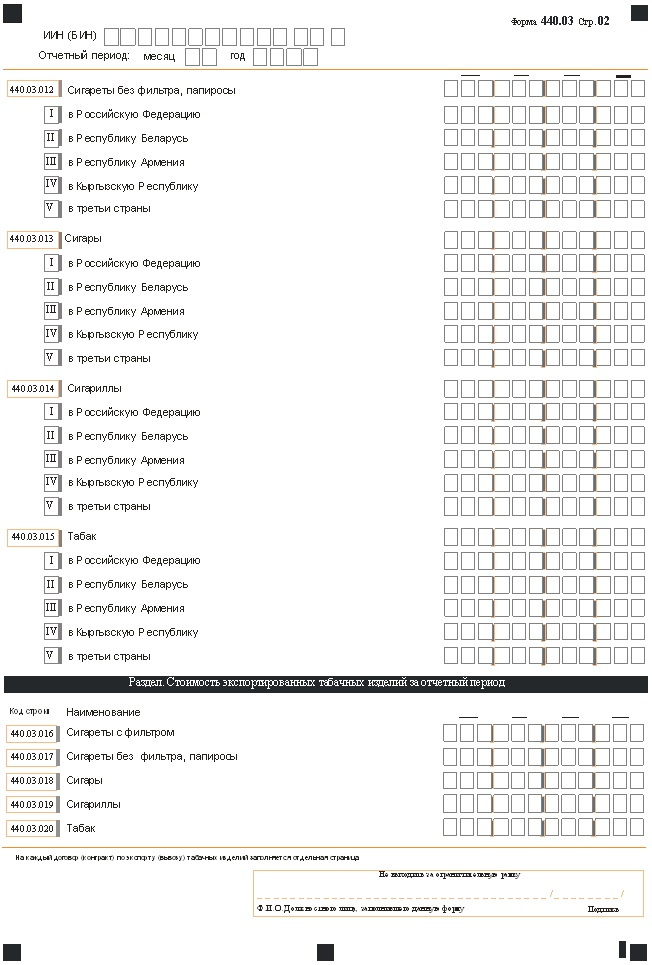 Форма 440.03 Стр. 02
ИИН (БИН)
Отчетный период: месяц год
440.03.012 Сигареты без фильтра, папиросы
I в Российскую Федерацию
II в Республику Беларусь
III в Республику Армения
IV в Кыргызскую Республику
V в третьи страны
440.03.013 Сигары
I в Российскую Федерацию
II в Республику Беларусь
III в Республику Армения
IV в Кыргызскую Республику
V в третьи страны
440.03.014 Сигариллы
I в Российскую Федерацию
II в Республику Беларусь
III в Республику Армения
IV в Кыргызскую Республику
V в третьи страны
440.03.015 Табак
I в Российскую Федерацию
II в Республику Беларусь
III в Республику Армения
IV в Кыргызскую Республику
V в третьи страны
Раздел. Стоимость экспортированных табачных изделий за отчетный период
Код строки Наименование
440.03.016 Сигареты с фильтром
440.03.017 Сигареты без фильтра, папиросы
440.03.018 Сигары
440.03.019 Сигариллы
440.03.020 Табак
На каждый договор (контракт) по экспорту (вывозу) табачных изделий заполняется отдельная страница
Не выходить за ограничительную рамку
/ /
Ф.И.О. Должностного лица, заполнившего данную форму Подпись